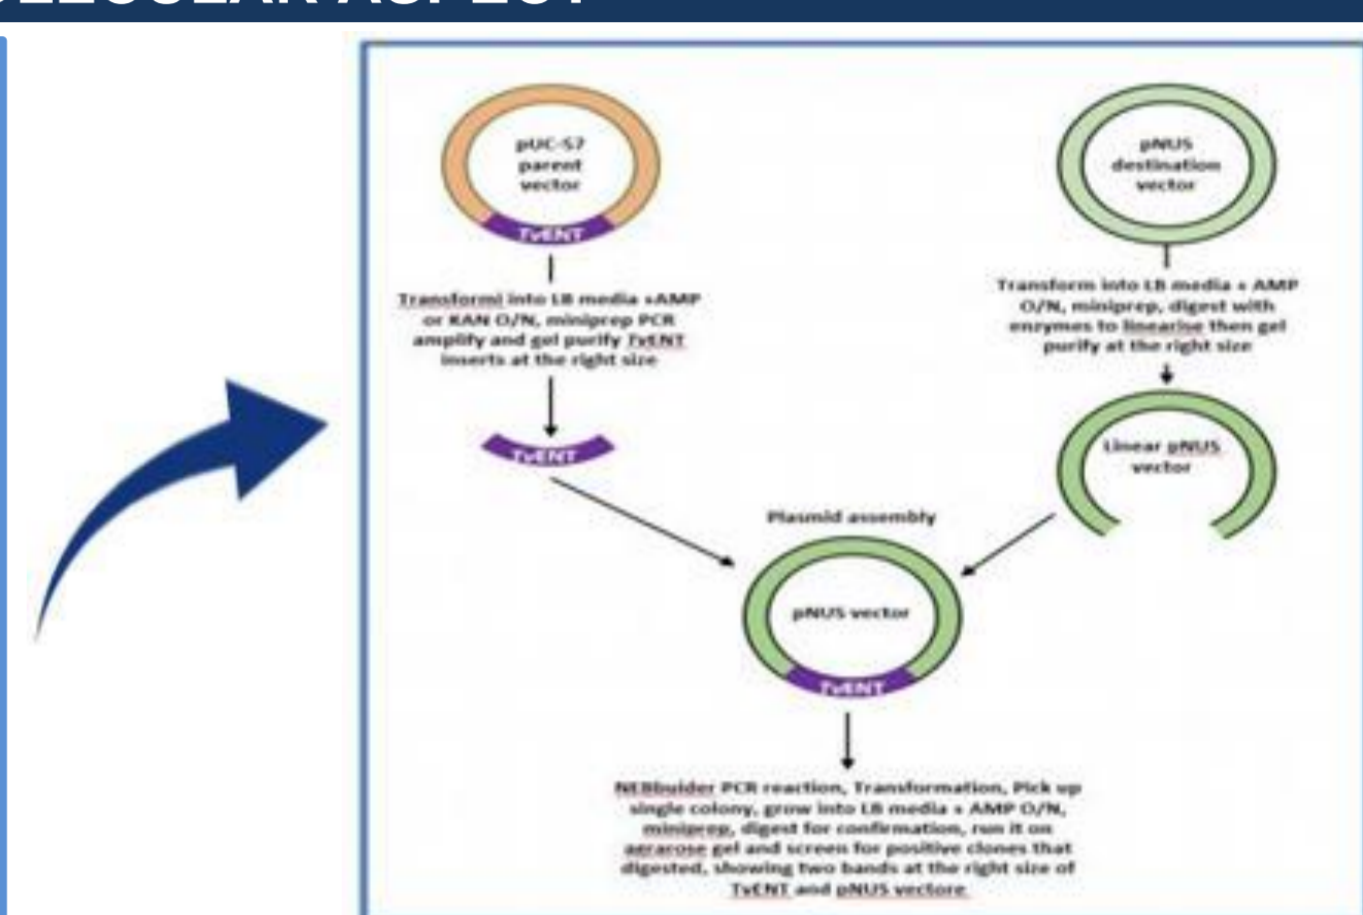 MOLECULAR ASPECT
pUC-57
parent
vector
TvENT
Transforml into LB media +AMP
or KAN O/N, miniprep PCR
amplify and gel purify TvENT
inserts at the right size
TvENT
pNUS
destination
vector
Transform into LB media + AMP
O/N, miniprep, digest with
enzymes to linearise then gel
purify at the right size
Linear pNUS
vector
Plasmid assembly
pNUS vector
TvENT
NEBbuider PCR reaction, Transformation, Pick up
single colony, grow into LB media + AMP O/N,
miniprep, digest for confirmation, run it on
agrarose gel and screen for positive clones that
digested, showing two bands at the right size of
TvENT and pNUS vectore